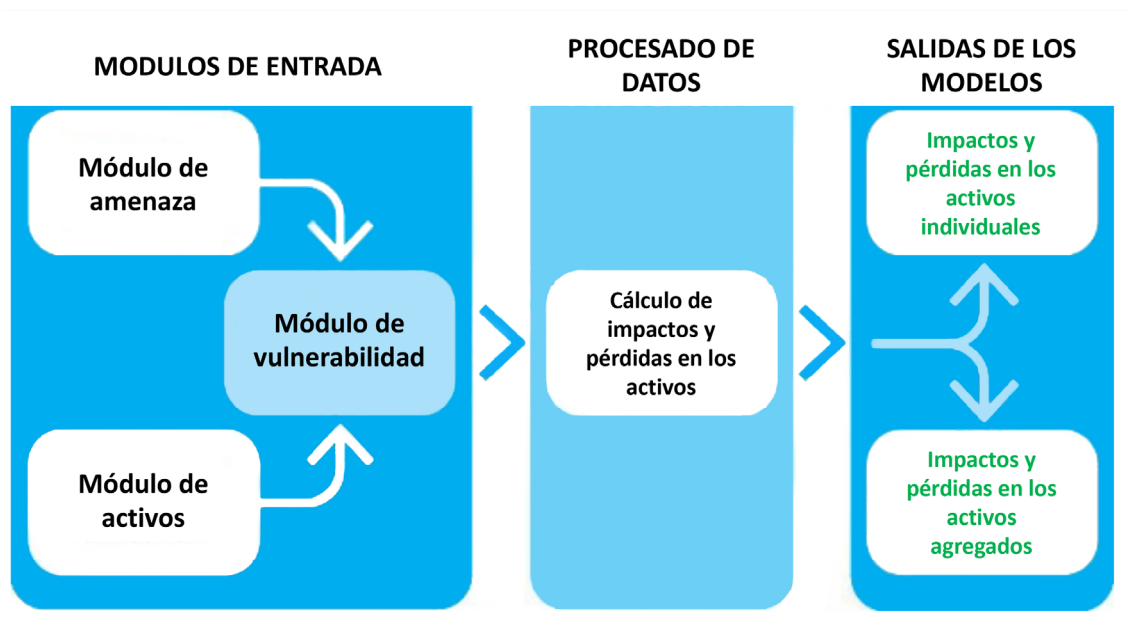 MODULOS DE ENTRADA
Módulo de
amenaza
Módulo de
vulnerabilidad
Módulo de
activos
PROCESADO DE
DATOS
Cálculo de
impactos y
pérdidas en los
activos
SALIDAS DE LOS
MODELOS
Impactos y
pérdidas en los
activos
individuales
Impactos y
pérdidas en los
activos
agregados